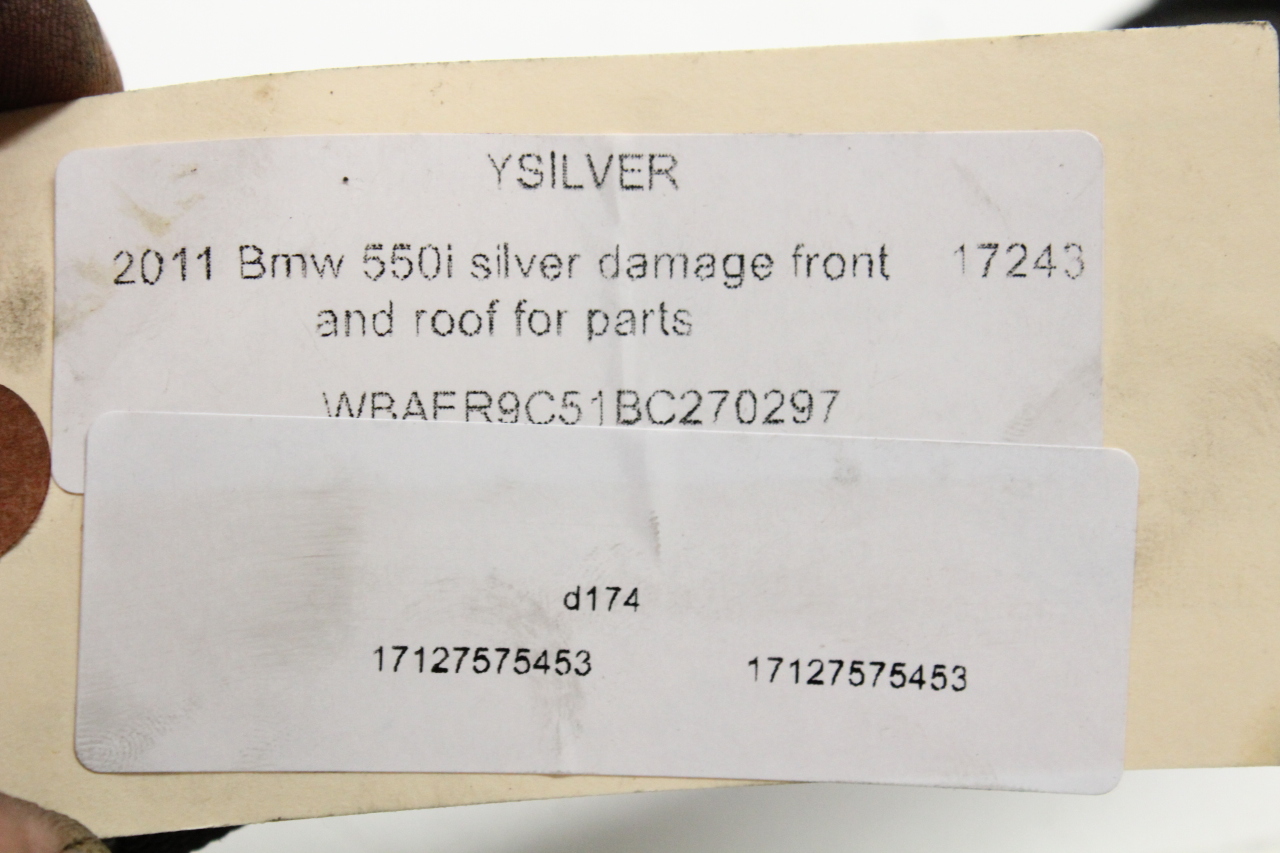 YSILVER
2011 Bmw 550i silver damage front 17243
and roof for parts
WBAFR9C51BC270297
d174
17127575453 17127575453